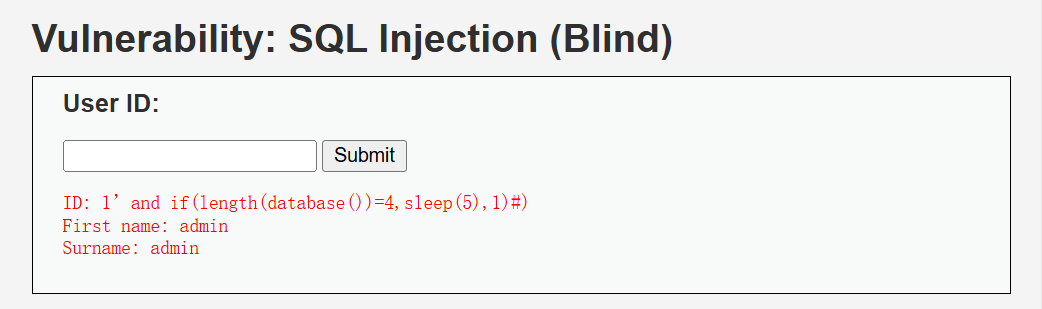 Vulnerability: SQL Injection (Blind)
User ID:
Submit
ID: 1’ and if(length(database())=4,sleep(5),1)#)
First name: admin
Surname: admin